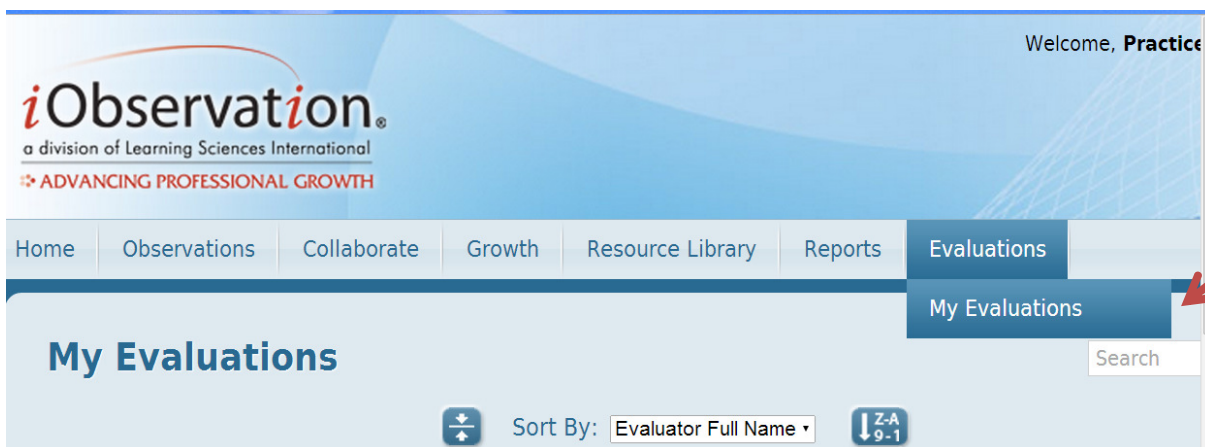 Welcome, Practice
iObservation®
a division of Learning Sciences International
ADVANCING PROFESSIONAL GROWTH
Home Observations Collaborate Growth Resource Library Reports Evaluations
My Evaluations
My Evaluations
Search
Sort By: Evaluator Full Name
Z-A
9-1